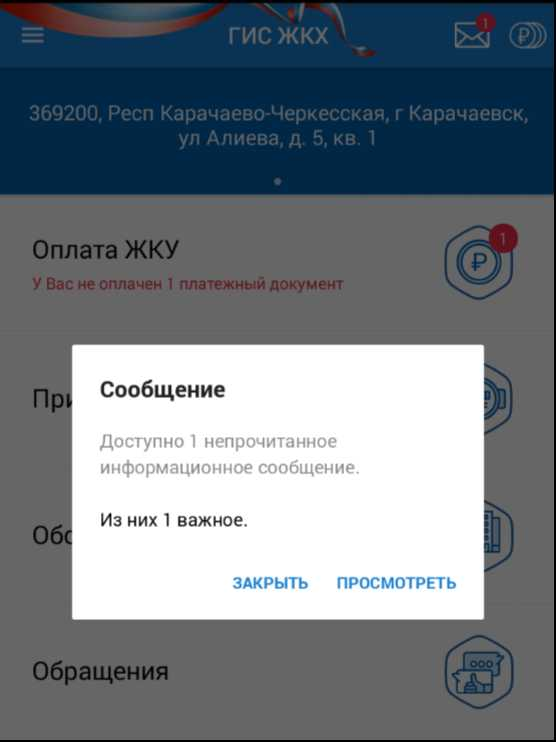 ГИС ЖКХ
1
369200, Респ Карачаево-Черкесская, г Карачаевск,
ул Алиева, д. 5, кв. 1
Оплата ЖКУ
1
У Вас не оплачен 1 платежный документ
При
Сообщение
Доступно 1 непрочитанное
информационное сообщение.
Из них 1 важное.
Обо
ЗАКРЫТЬ ПРОСМОТРЕТЬ
Обращения